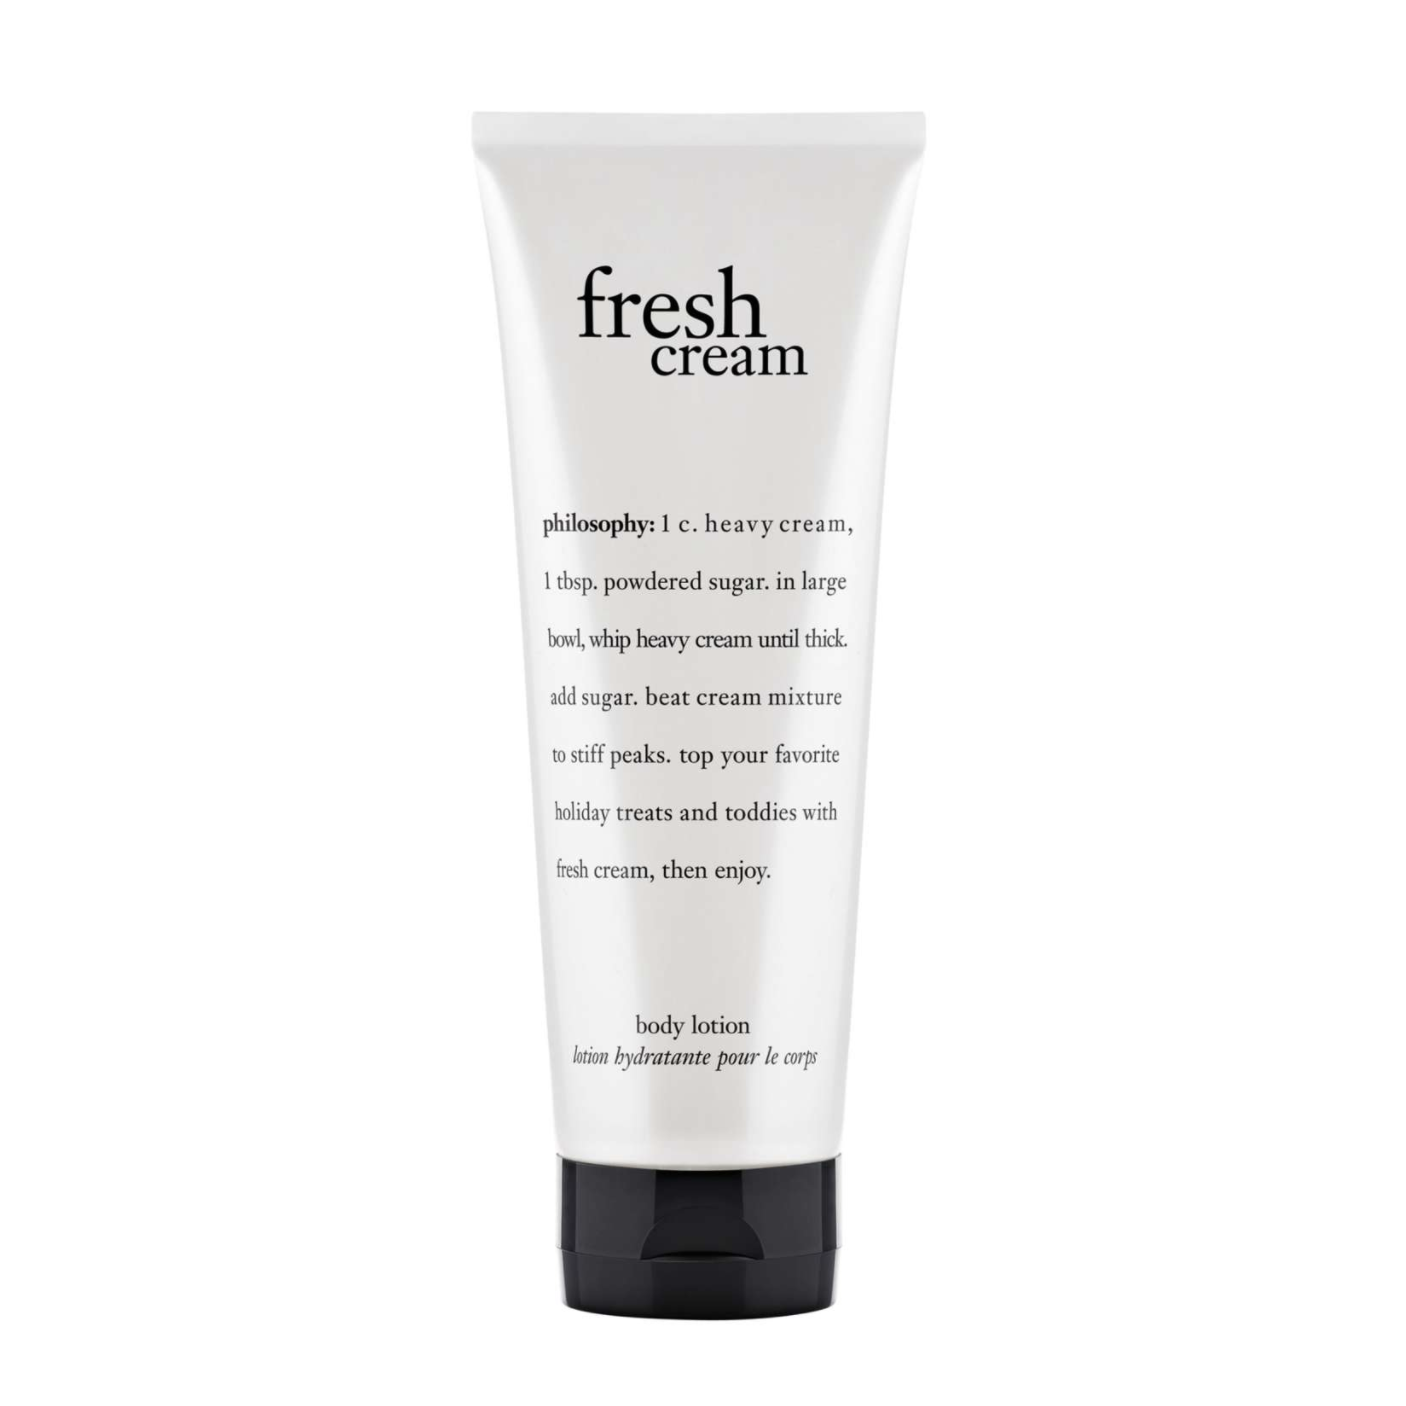 fresh
cream
philosophy: 1 c. heavy cream,
1 tbsp. powdered sugar. in large
bowl, whip heavy cream until thick.
add sugar. beat cream mixture
to stiff peaks. top your favorite
holiday treats and toddies with
fresh cream, then enjoy.
body lotion
lotion hydratante pour le corps